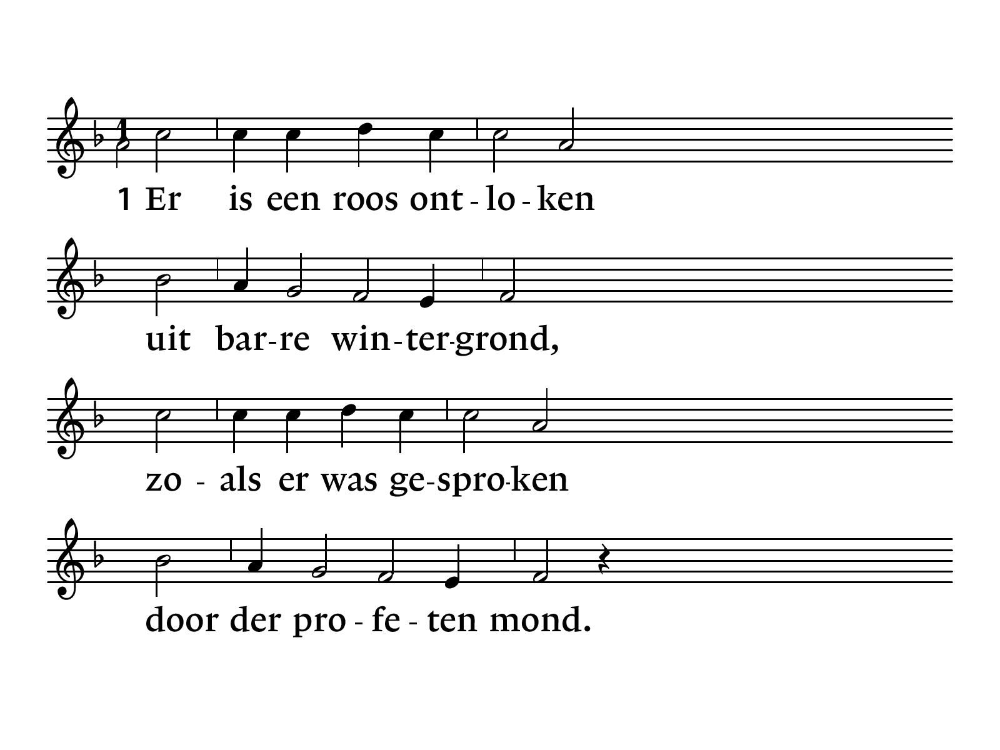 1 Er is een roos ont - lo - ken
uit bar-re win-ter-grond,
zo - als er was ge-spro-ken
door der pro - fe - ten mond.